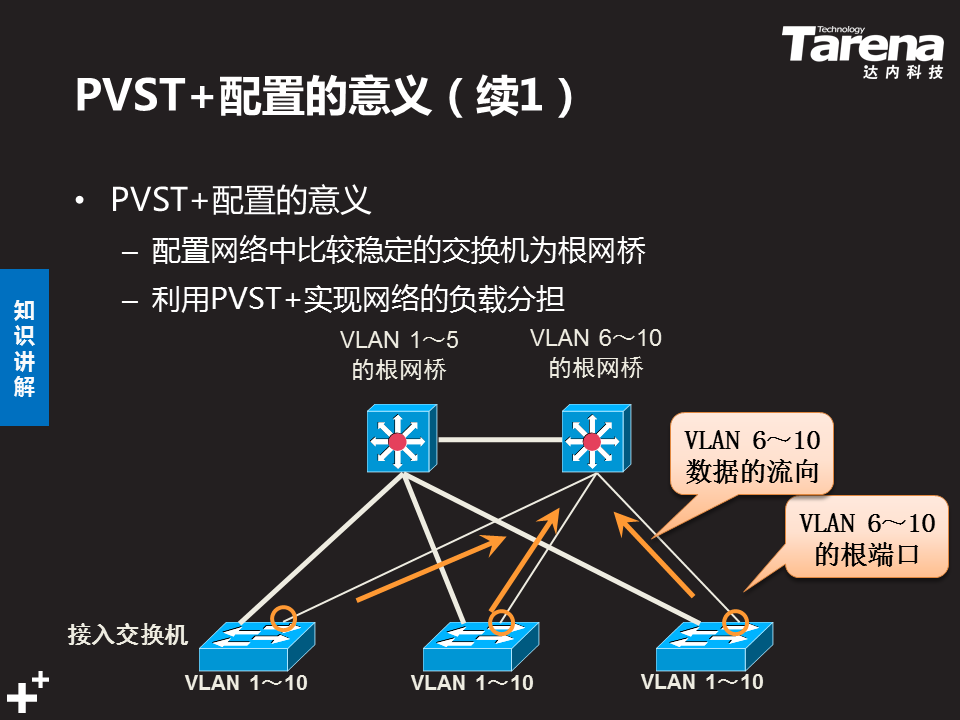 Technology
Tarena
达内科技
PVST+配置的意义（续1）
• PVST+配置的意义
– 配置网络中比较稳定的交换机为根网桥
– 利用PVST+实现网络的负载分担
知识讲解
VLAN 1～5
的根网桥
VLAN 6～10
的根网桥
VLAN 6～10
数据的流向
VLAN 6～10
的根端口
接入交换机
VLAN 1～10
VLAN 1～10
VLAN 1～10